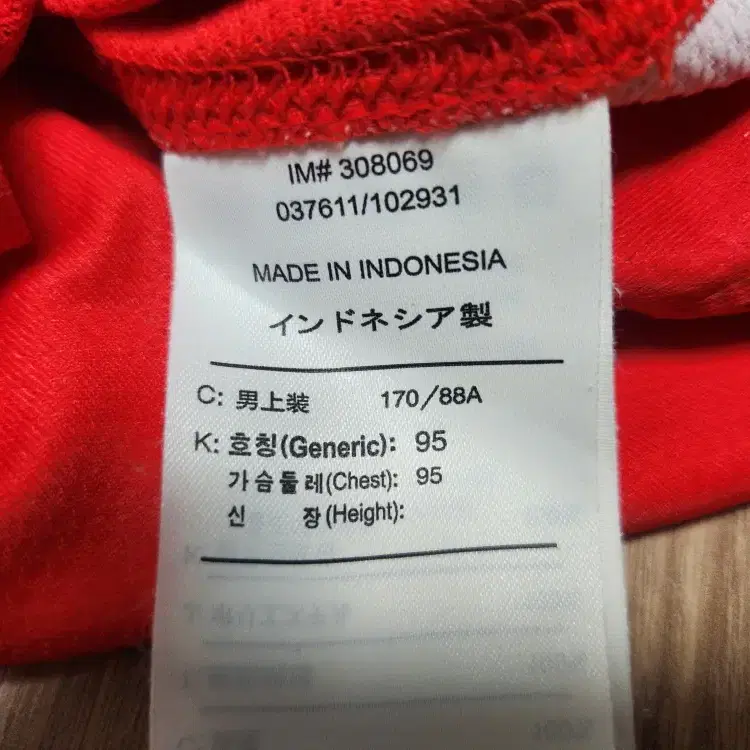 IM# 308069
037611/102931
MADE IN INDONESIA
インドネシア製
C: 男上装 170/88A
K: 호칭(Generic): 95
가슴둘레(Chest): 95
신 장(Height):